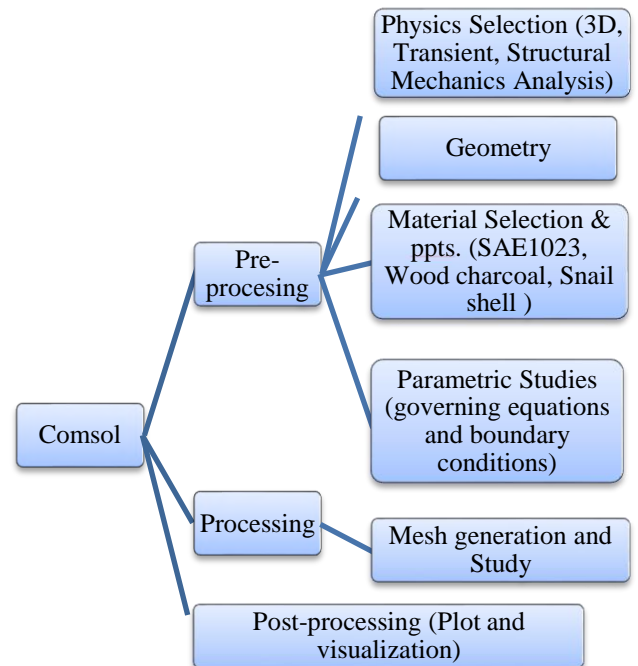 Physics Selection (3D,
Transient, Structural
Mechanics Analysis)
Geometry
Material Selection &
ppts. (SAE1023,
Wood charcoal, Snail
shell )
Pre-
procesing
Parametric Studies
(governing equations
and boundary
conditions)
Comsol
Processing
Mesh generation and
Study
Post-processing (Plot and
visualization)